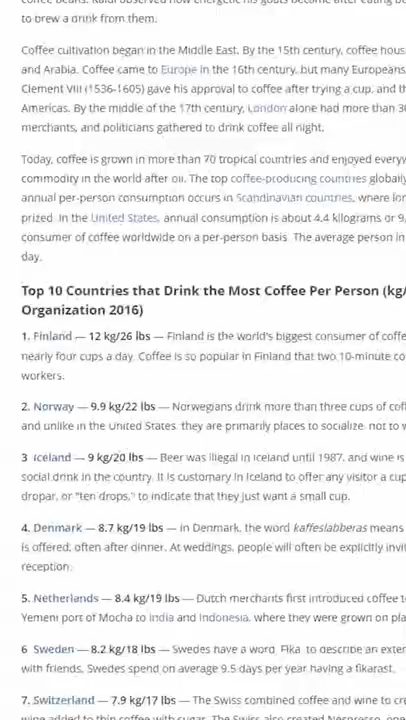 to brew a drink from them.
Coffee cultivation began in the Middle East. By the 15th century, coffee hous
and Arabia. Coffee came to Europe in the 16th century, but many Europeans
Clement VIII (1536-1605) gave his approval to coffee after trying a cup, and th
Americas. By the middle of the 17th century, London alone had more than 3
merchants, and politicians gathered to drink coffee all night.
Today, coffee is grown in more than 70 tropical countries and enjoyed everyw
commodity in the world after oil. The top coffee-producing countries globally
annual per-person consumption occurs in Scandinavian countries, where lon
prized. In the United States, annual consumption is about 4.4 kilograms or 9.
consumer of coffee worldwide on a per-person basis. The average person in
day.
Top 10 Countries that Drink the Most Coffee Per Person (kg/
Organization 2016)
1. Finland — 12 kg/26 lbs — Finland is the world's biggest consumer of coffe
nearly four cups a day. Coffee is so popular in Finland that two 10-minute co
workers.
2. Norway — 9.9 kg/22 lbs — Norwegians drink more than three cups of cof
and unlike in the United States, they are primarily places to socialize, not to w
3 Iceland — 9 kg/20 lbs — Beer was illegal in Iceland until 1987, and wine is
social drink in the country. It is customary in Iceland to offer any visitor a cup
dropar, or "ten drops," to indicate that they just want a small cup.
4. Denmark — 8.7 kg/19 lbs — In Denmark, the word kaffeslabberas means
is offered, often after dinner. At weddings, people will often be explicitly invit
reception.
5. Netherlands — 8.4 kg/19 lbs — Dutch merchants first introduced coffee t
Yemeni port of Mocha to India and Indonesia, where they were grown on pla
6 Sweden — 8.2 kg/18 lbs — Swedes have a word, Fika, to describe an exter
with friends. Swedes spend on average 9.5 days per year having a fikarast.
7. Switzerland — 7.9 kg/17 lbs — The Swiss combined coffee and wine to cr